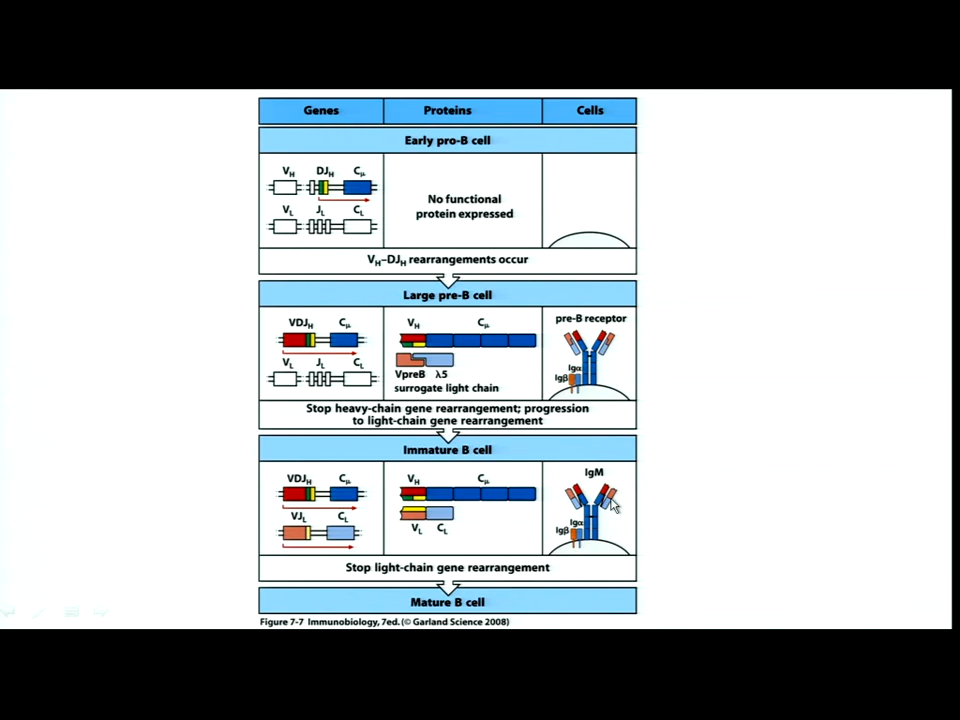 Genes Proteins Cells
Early pro-B cell
VH DJH Cμ
VL JL CL
No functional
protein expressed
VH–DJH rearrangements occur
Large pre-B cell
VDJH Cμ
VL JL CL
VH Cμ
VpreB λ5
surrogate light chain
pre-B receptor
Igα
Igβ
Stop heavy-chain gene rearrangement; progression
to light-chain gene rearrangement
Immature B cell
VDJH Cμ
VJL CL
VH Cμ
VL CL
IgM
Igα
Igβ
Stop light-chain gene rearrangement
Mature B cell
Figure 7-7 Immunobiology, 7ed. (© Garland Science 2008)